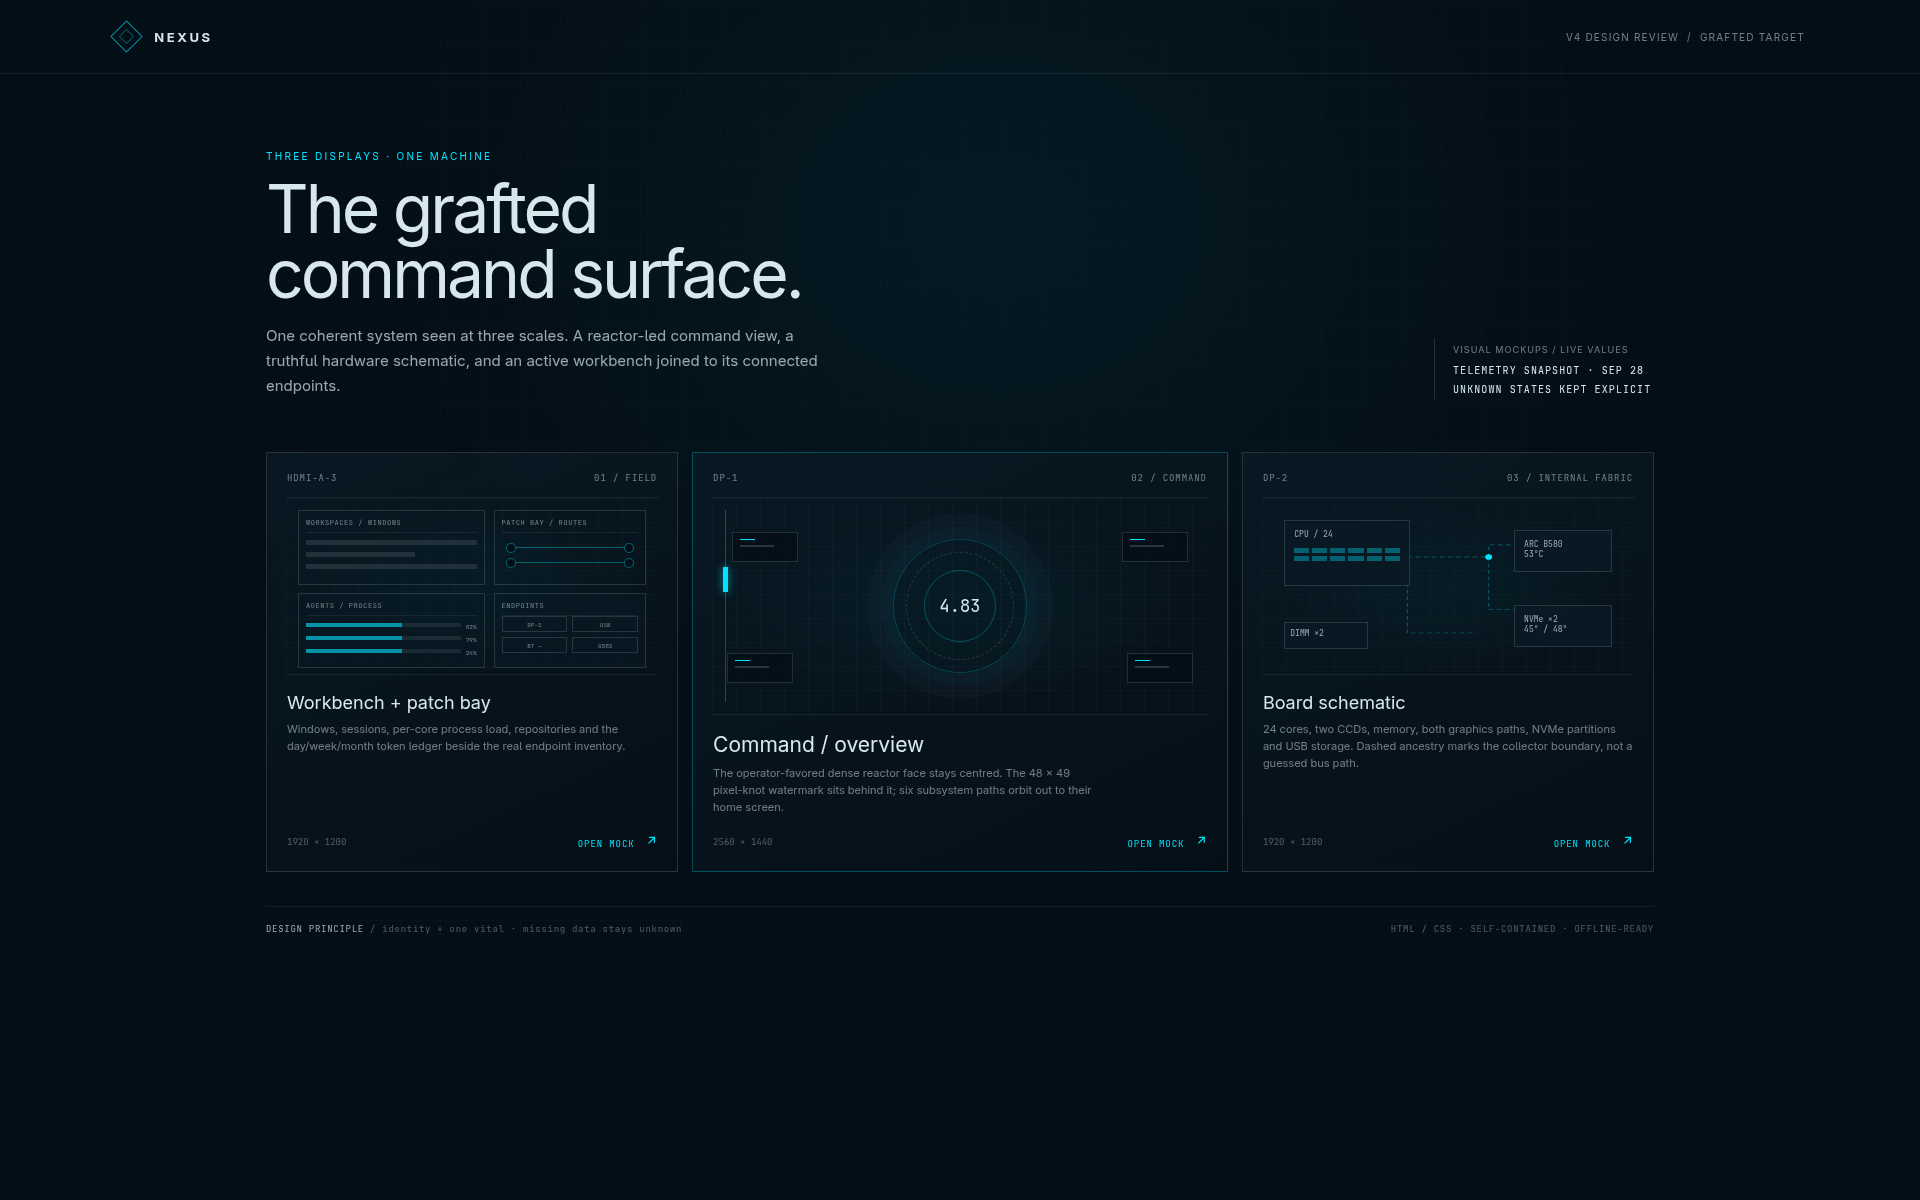 NEXUS
V4 DESIGN REVIEW / GRAFTED TARGET
THREE DISPLAYS · ONE MACHINE
The grafted
command surface.
One coherent system seen at three scales. A reactor-led command view, a
truthful hardware schematic, and an active workbench joined to its connected
endpoints.
VISUAL MOCKUPS / LIVE VALUES
TELEMETRY SNAPSHOT · SEP 28
UNKNOWN STATES KEPT EXPLICIT
HDMI-A-3
01 / FIELD
WORKSPACES / WINDOWS
PATCH BAY / ROUTES
AGENTS / PROCESS
82%
79%
24%
ENDPOINTS
DP-1
USB
BT —
G502
Workbench + patch bay
Windows, sessions, per-core process load, repositories and the
day/week/month token ledger beside the real endpoint inventory.
1920 × 1200
OPEN MOCK
DP-1
02 / COMMAND
4.83
Command / overview
The operator-favored dense reactor face stays centred. The 48 × 49
pixel-knot watermark sits behind it; six subsystem paths orbit out to their
home screen.
2560 × 1440
OPEN MOCK
DP-2
03 / INTERNAL FABRIC
CPU / 24
ARC B580
53°C
DIMM ×2
NVMe ×2
45° / 48°
Board schematic
24 cores, two CCDs, memory, both graphics paths, NVMe partitions
and USB storage. Dashed ancestry marks the collector boundary, not a
guessed bus path.
1920 × 1200
OPEN MOCK
DESIGN PRINCIPLE / identity + one vital · missing data stays unknown
HTML / CSS · SELF-CONTAINED · OFFLINE-READY